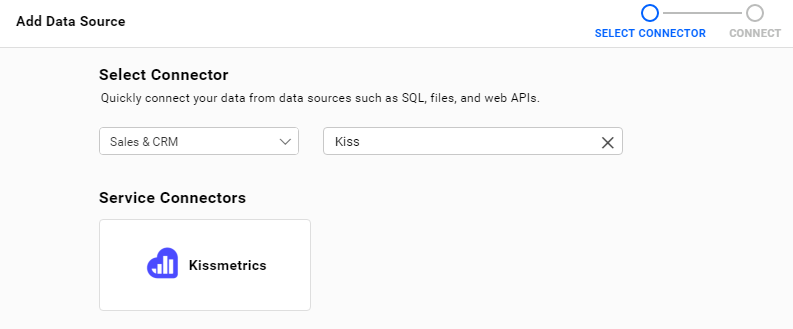 Add Data Source
SELECT CONNECTOR
CONNECT
Select Connector
Quickly connect your data from data sources such as SQL, files, and web APIs.
Sales & CRM
Kiss
Service Connectors
Kissmetrics